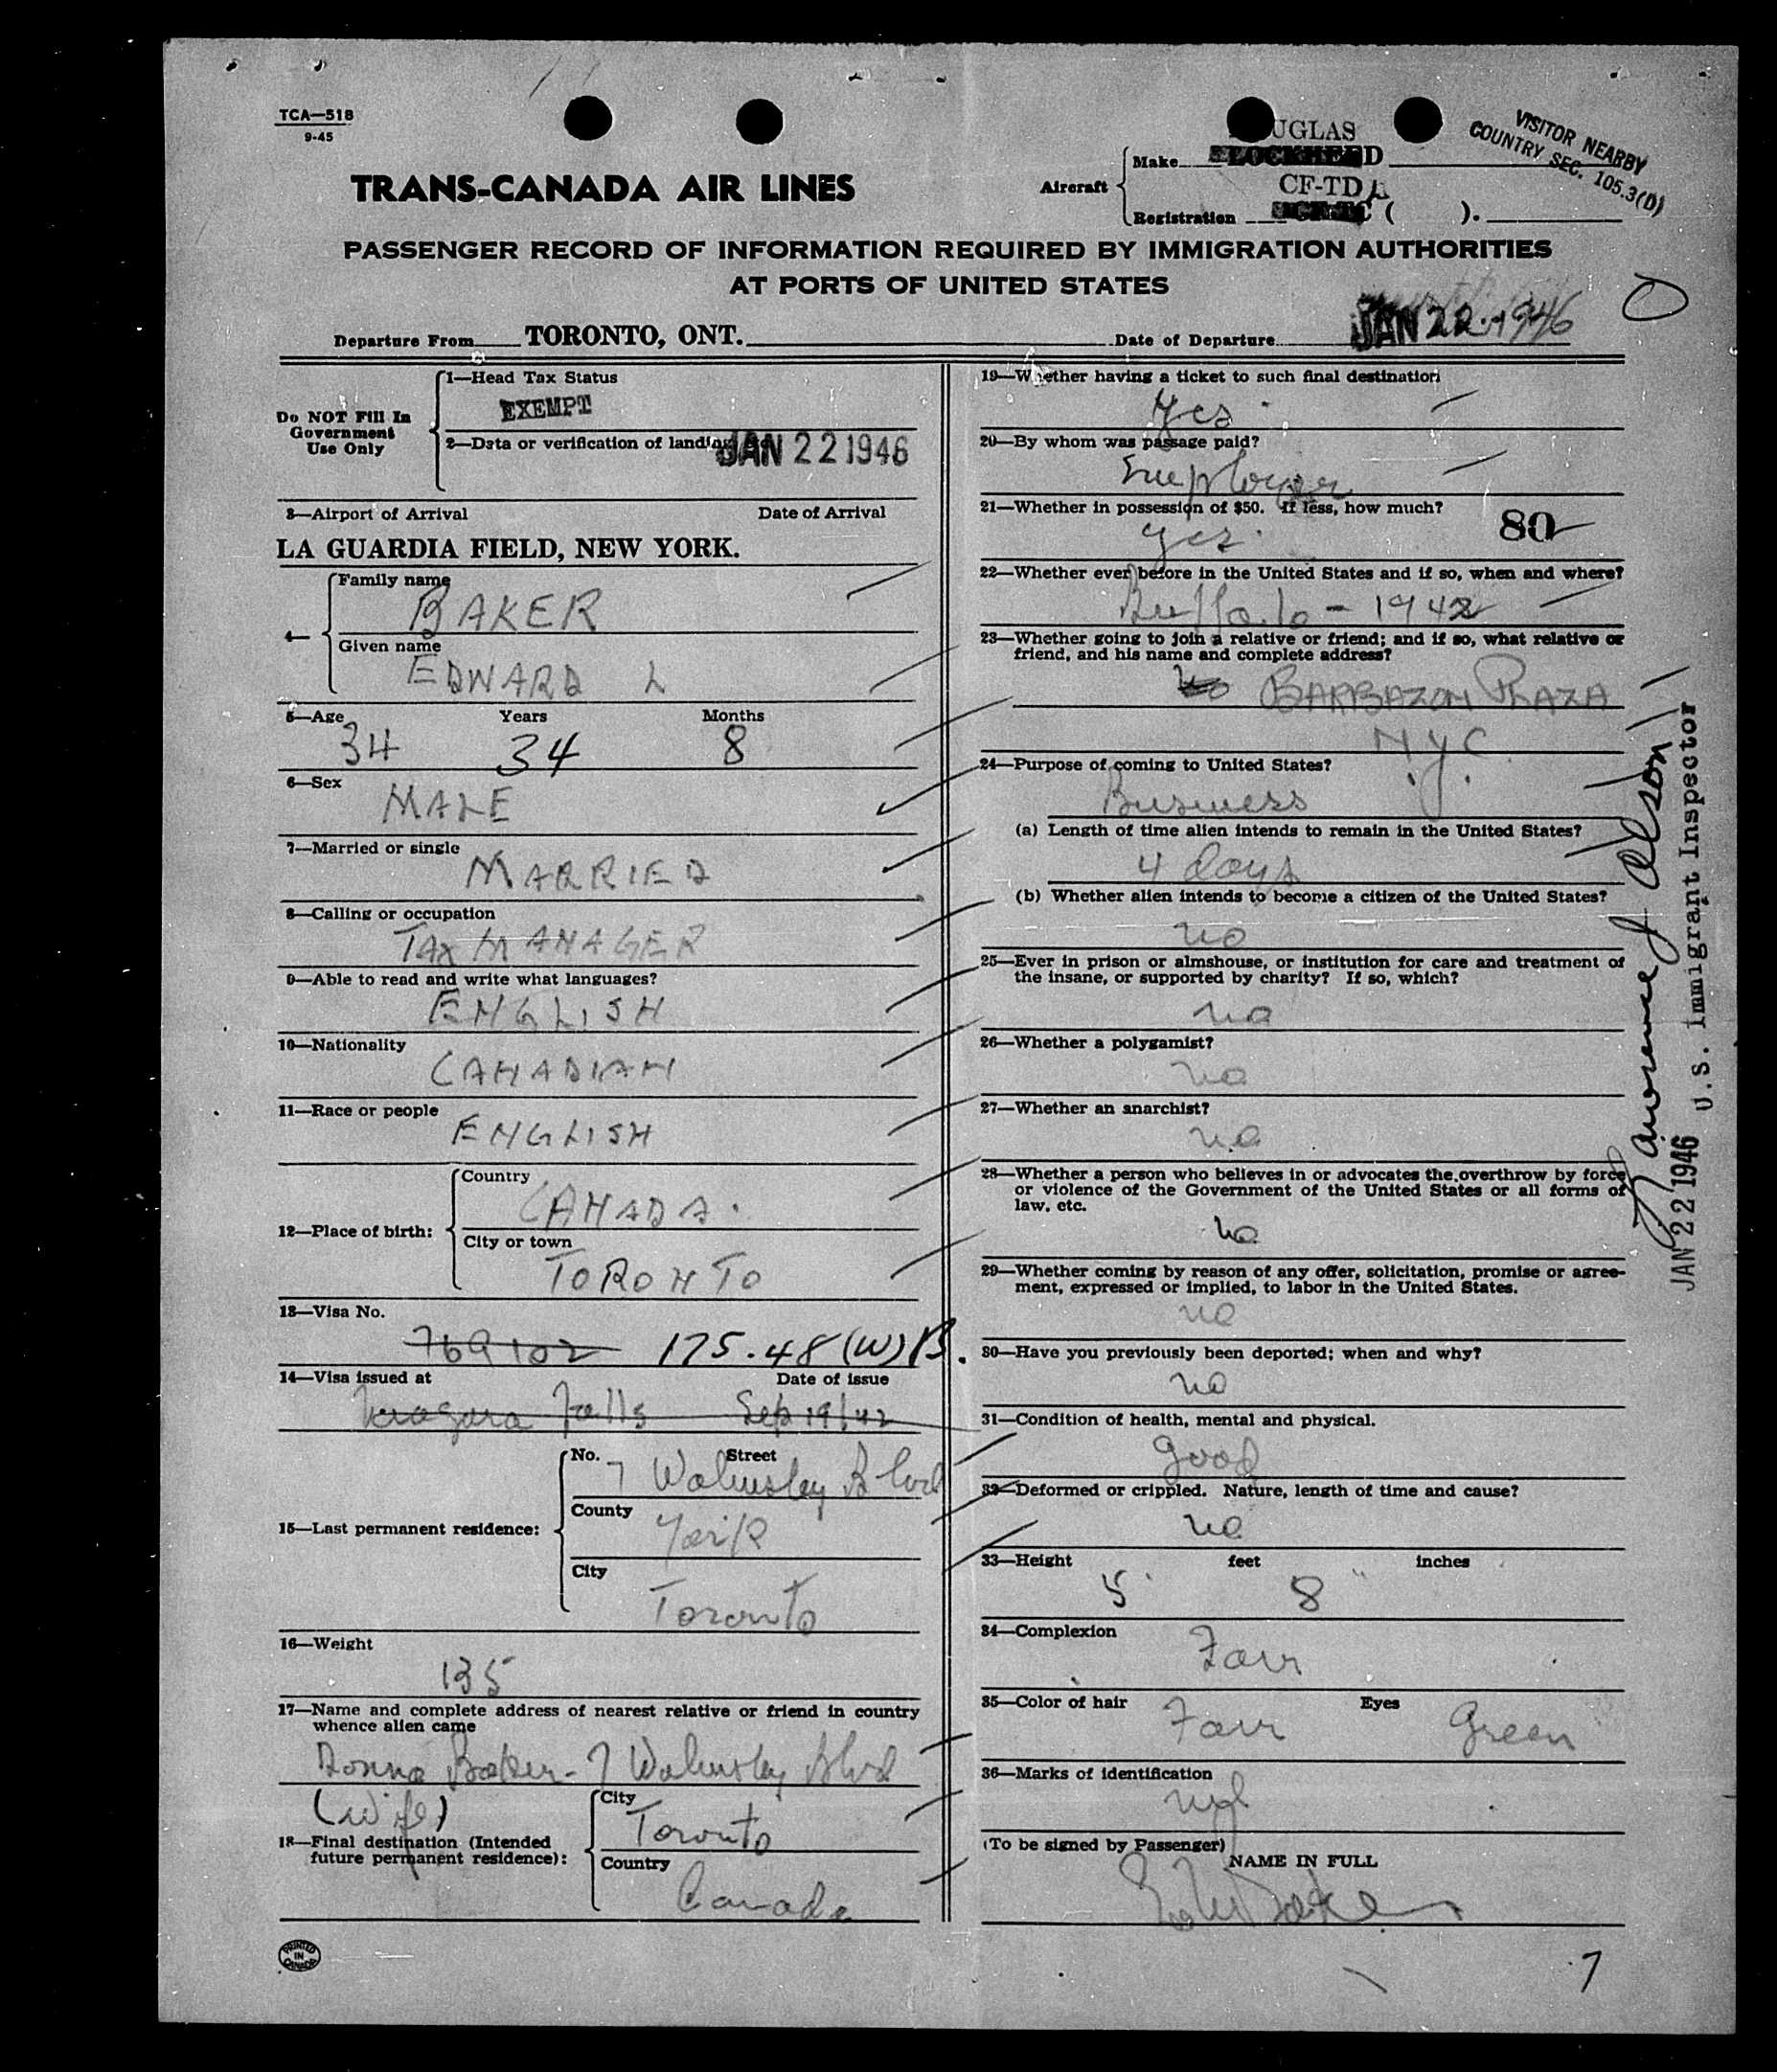 TCA—518
9-45
TRANS-CANADA AIR LINES
UGLAS
Aircraft
Make LOCKHEED
CF-TD
Registration ( ).
VISITOR NEARBY
COUNTRY SEC. 105.3(D)
PASSENGER RECORD OF INFORMATION REQUIRED BY IMMIGRATION AUTHORITIES
AT PORTS OF UNITED STATES
Departure From TORONTO, ONT. Date of Departure JAN 22 1946
Do NOT Fill In
Government
Use Only
1—Head Tax Status
EXEMPT
2—Data or verification of landing JAN 22 1946
3—Airport of Arrival Date of Arrival
LA GUARDIA FIELD, NEW YORK.
4—
Family name
BAKER
Given name
EDWARD L
5—Age Years Months
34 34 8
6—Sex
MALE
7—Married or single
MARRIED
8—Calling or occupation
TAX MANAGER
9—Able to read and write what languages?
ENGLISH
10—Nationality
CANADIAN
11—Race or people
ENGLISH
12—Place of birth:
Country
CANADA.
City or town
TORONTO
13—Visa No.
769102 175.48 (W) B.
14—Visa issued at Date of issue
Niagara Falls Sep 19/42
15—Last permanent residence:
No. Street
7 Walmsley Blvd
County
York
City
Toronto
16—Weight
135
17—Name and complete address of nearest relative or friend in country
whence alien came
Donna Baker - 7 Walmsley Blvd
(wife)
18—Final destination (Intended
future permanent residence):
City
Toronto
Country
Canada
PRINTED
IN
CANADA
19—Whether having a ticket to such final destination
Yes
20—By whom was passage paid?
Employer
21—Whether in possession of $50. If less, how much?
yes. 80
22—Whether ever before in the United States and if so, when and where?
Buffalo - 1942
23—Whether going to join a relative or friend; and if so, what relative or
friend, and his name and complete address?
no BARBAZON PLAZA
N.Y.C.
24—Purpose of coming to United States?
Business
(a) Length of time alien intends to remain in the United States?
4 days
(b) Whether alien intends to become a citizen of the United States?
no
25—Ever in prison or almshouse, or institution for care and treatment of
the insane, or supported by charity? If so, which?
no
26—Whether a polygamist?
no
27—Whether an anarchist?
no
28—Whether a person who believes in or advocates the overthrow by force
or violence of the Government of the United States or all forms of
law, etc.
no
29—Whether coming by reason of any offer, solicitation, promise or agree-
ment, expressed or implied, to labor in the United States.
no
30—Have you previously been deported; when and why?
no
31—Condition of health, mental and physical.
good
32—Deformed or crippled. Nature, length of time and cause?
no
33—Height feet inches
5' 8"
34—Complexion
Fair
35—Color of hair Eyes
Fair Green
36—Marks of identification
nil
(To be signed by Passenger)
NAME IN FULL
Baker
7
Lawrence J Olson
JAN 22 1946 U.S. Immigrant Inspector